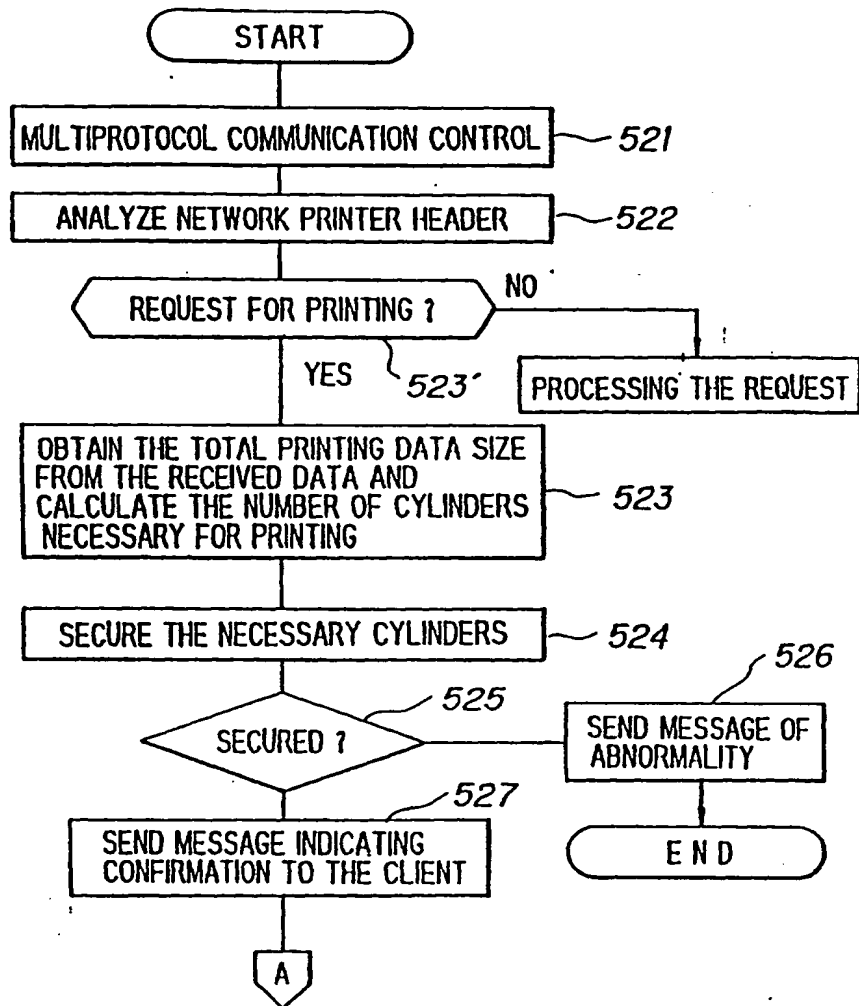 START
MULTIPROTOCOL COMMUNICATION CONTROL
521
ANALYZE NETWORK PRINTER HEADER
522
REQUEST FOR PRINTING ?
NO
523'
YES
PROCESSING THE REQUEST
OBTAIN THE TOTAL PRINTING DATA SIZE
FROM THE RECEIVED DATA AND
CALCULATE THE NUMBER OF CYLINDERS
NECESSARY FOR PRINTING
523
SECURE THE NECESSARY CYLINDERS
524
525
526
SECURED ?
SEND MESSAGE OF
ABNORMALITY
527
SEND MESSAGE INDICATING
CONFIRMATION TO THE CLIENT
END
A